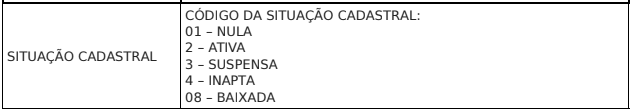 CÓDIGO DA SITUAÇÃO CADASTRAL:
01 – NULA
2 – ATIVA
SITUAÇÃO CADASTRAL
3 – SUSPENSA
4 – INAPTA
08 – BAIXADA